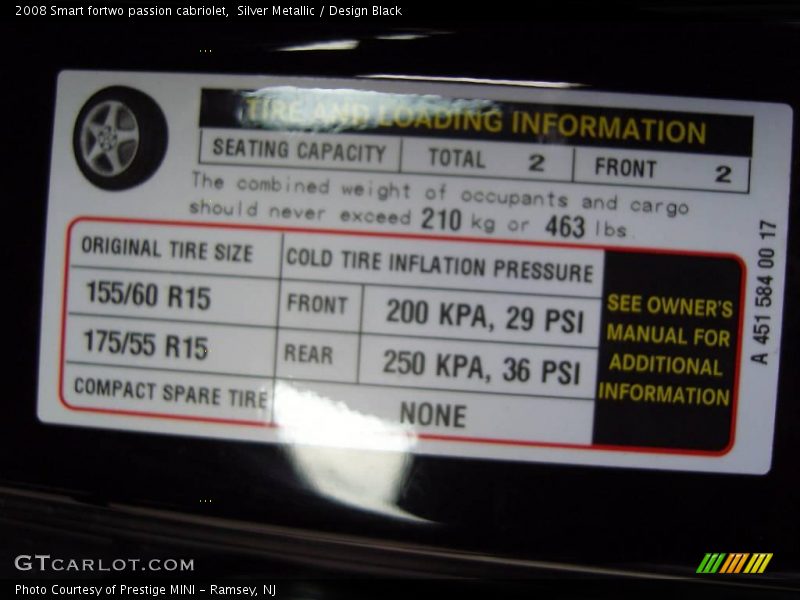 2008 Smart fortwo passion cabriolet,  Silver Metallic / Design Black
TIRE AND LOADING INFORMATION
SEATING CAPACITY TOTAL 2 FRONT 2
The combined weight of occupants and cargo
should never exceed 210 kg or 463 lbs.
ORIGINAL TIRE SIZE COLD TIRE INFLATION PRESSURE
155/60 R15 FRONT 200 KPA, 29 PSI
175/55 R15 REAR 250 KPA, 36 PSI
COMPACT SPARE TIRE NONE
SEE OWNER'S
MANUAL FOR
ADDITIONAL
INFORMATION
A 451 584 00 17
GTCARLOT.COM
Photo Courtesy of Prestige MINI - Ramsey, NJ